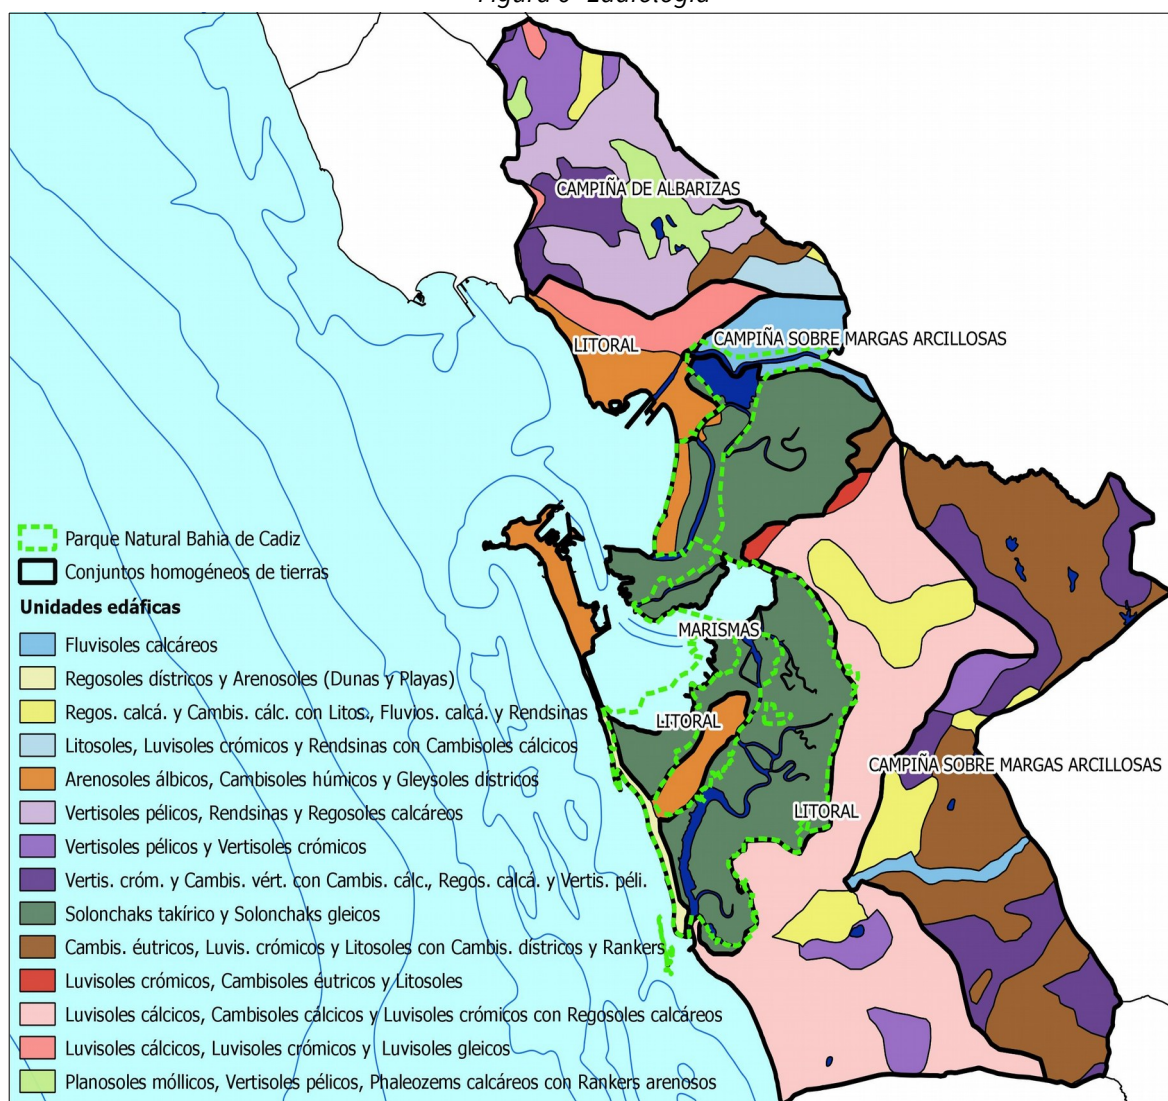 Figura 6- Edafología
CAMPIÑA DE ALBARIZAS
LITORAL
CAMPIÑA SOBRE MARGAS ARCILLOSAS
MARISMAS
LITORAL
CAMPIÑA SOBRE MARGAS ARCILLOSAS
LITORAL
Parque Natural Bahia de Cadiz
Conjuntos homogéneos de tierras
Unidades edáficas
Fluvisoles calcáreos
Regosoles dístricos y Arenosoles (Dunas y Playas)
Regos. calcá. y Cambis. cálc. con Litos., Fluvios. calcá. y Rendsinas
Litosoles, Luvisoles crómicos y Rendsinas con Cambisoles cálcicos
Arenosoles álbicos, Cambisoles húmicos y Gleysoles dístricos
Vertisoles pélicos, Rendsinas y Regosoles calcáreos
Vertisoles pélicos y Vertisoles crómicos
Vertis. cróm. y Cambis. vért. con Cambis. cálc., Regos. calcá. y Vertis. péli.
Solonchaks takírico y Solonchaks gleicos
Cambis. éutricos, Luvis. crómicos y Litosoles con Cambis. dístricos y Rankers
Luvisoles crómicos, Cambisoles éutricos y Litosoles
Luvisoles cálcicos, Cambisoles cálcicos y Luvisoles crómicos con Regosoles calcáreos
Luvisoles cálcicos, Luvisoles crómicos y Luvisoles gleicos
Planosoles móllicos, Vertisoles pélicos, Phaleozems calcáreos con Rankers arenosos